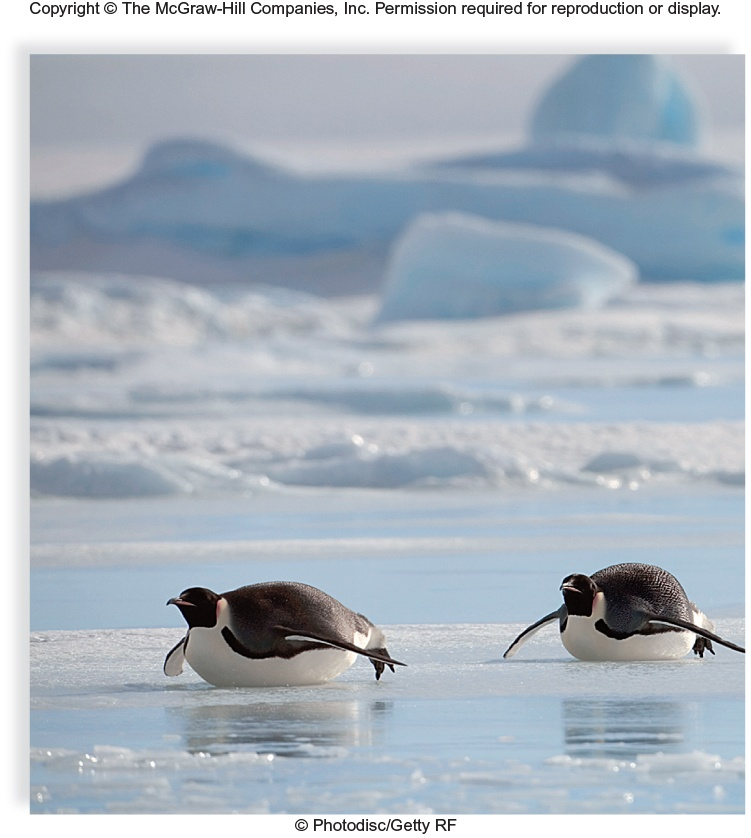 Copyright © The McGraw-Hill Companies, Inc. Permission required for reproduction or display.
© Photodisc/Getty RF